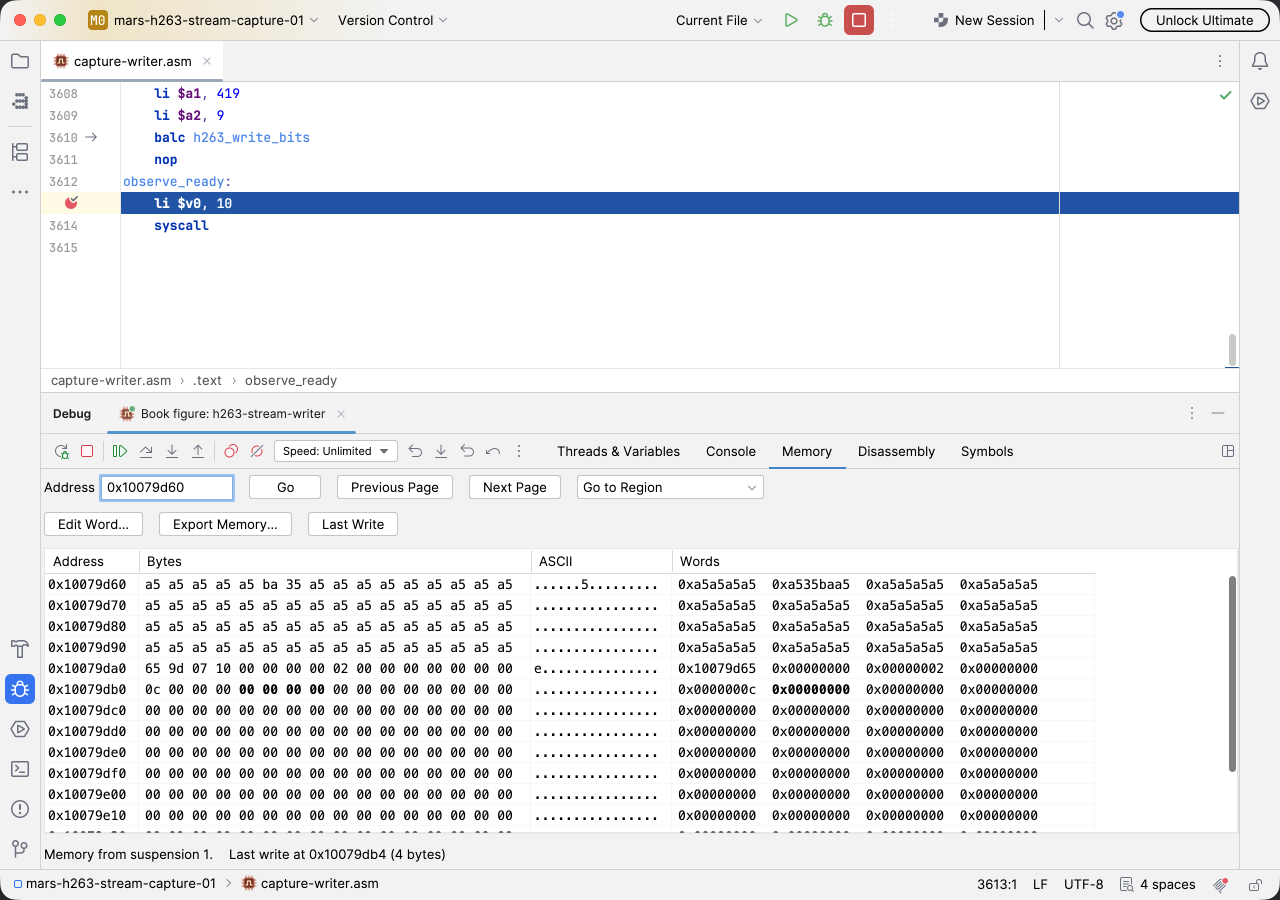 M0 mars-h263-stream-capture-01 Version Control Current File New Session Unlock Ultimate
capture-writer.asm
3608 li $a1, 419
3609 li $a2, 9
3610 balc h263_write_bits
3611 nop
3612 observe_ready:
li $v0, 10
3614 syscall
3615
capture-writer.asm › .text › observe_ready
Debug Book figure: h263-stream-writer
Speed: Unlimited Threads & Variables Console Memory Disassembly Symbols
Address 0x10079d60 Go Previous Page Next Page Go to Region
Edit Word... Export Memory... Last Write
Address Bytes ASCII Words
0x10079d60 a5 a5 a5 a5 a5 ba 35 a5 a5 a5 a5 a5 a5 a5 a5 a5 ......5......... 0xa5a5a5a5 0xa535baa5 0xa5a5a5a5 0xa5a5a5a5
0x10079d70 a5 a5 a5 a5 a5 a5 a5 a5 a5 a5 a5 a5 a5 a5 a5 a5 ................ 0xa5a5a5a5 0xa5a5a5a5 0xa5a5a5a5 0xa5a5a5a5
0x10079d80 a5 a5 a5 a5 a5 a5 a5 a5 a5 a5 a5 a5 a5 a5 a5 a5 ................ 0xa5a5a5a5 0xa5a5a5a5 0xa5a5a5a5 0xa5a5a5a5
0x10079d90 a5 a5 a5 a5 a5 a5 a5 a5 a5 a5 a5 a5 a5 a5 a5 a5 ................ 0xa5a5a5a5 0xa5a5a5a5 0xa5a5a5a5 0xa5a5a5a5
0x10079da0 65 9d 07 10 00 00 00 00 02 00 00 00 00 00 00 00 e............... 0x10079d65 0x00000000 0x00000002 0x00000000
0x10079db0 0c 00 00 00 00 00 00 00 00 00 00 00 00 00 00 00 ................ 0x0000000c 0x00000000 0x00000000 0x00000000
0x10079dc0 00 00 00 00 00 00 00 00 00 00 00 00 00 00 00 00 ................ 0x00000000 0x00000000 0x00000000 0x00000000
0x10079dd0 00 00 00 00 00 00 00 00 00 00 00 00 00 00 00 00 ................ 0x00000000 0x00000000 0x00000000 0x00000000
0x10079de0 00 00 00 00 00 00 00 00 00 00 00 00 00 00 00 00 ................ 0x00000000 0x00000000 0x00000000 0x00000000
0x10079df0 00 00 00 00 00 00 00 00 00 00 00 00 00 00 00 00 ................ 0x00000000 0x00000000 0x00000000 0x00000000
0x10079e00 00 00 00 00 00 00 00 00 00 00 00 00 00 00 00 00 ................ 0x00000000 0x00000000 0x00000000 0x00000000
0x10079e10 00 00 00 00 00 00 00 00 00 00 00 00 00 00 00 00 ................ 0x00000000 0x00000000 0x00000000 0x00000000
Memory from suspension 1. Last write at 0x10079db4 (4 bytes)
mars-h263-stream-capture-01 › capture-writer.asm 3613:1 LF UTF-8 4 spaces